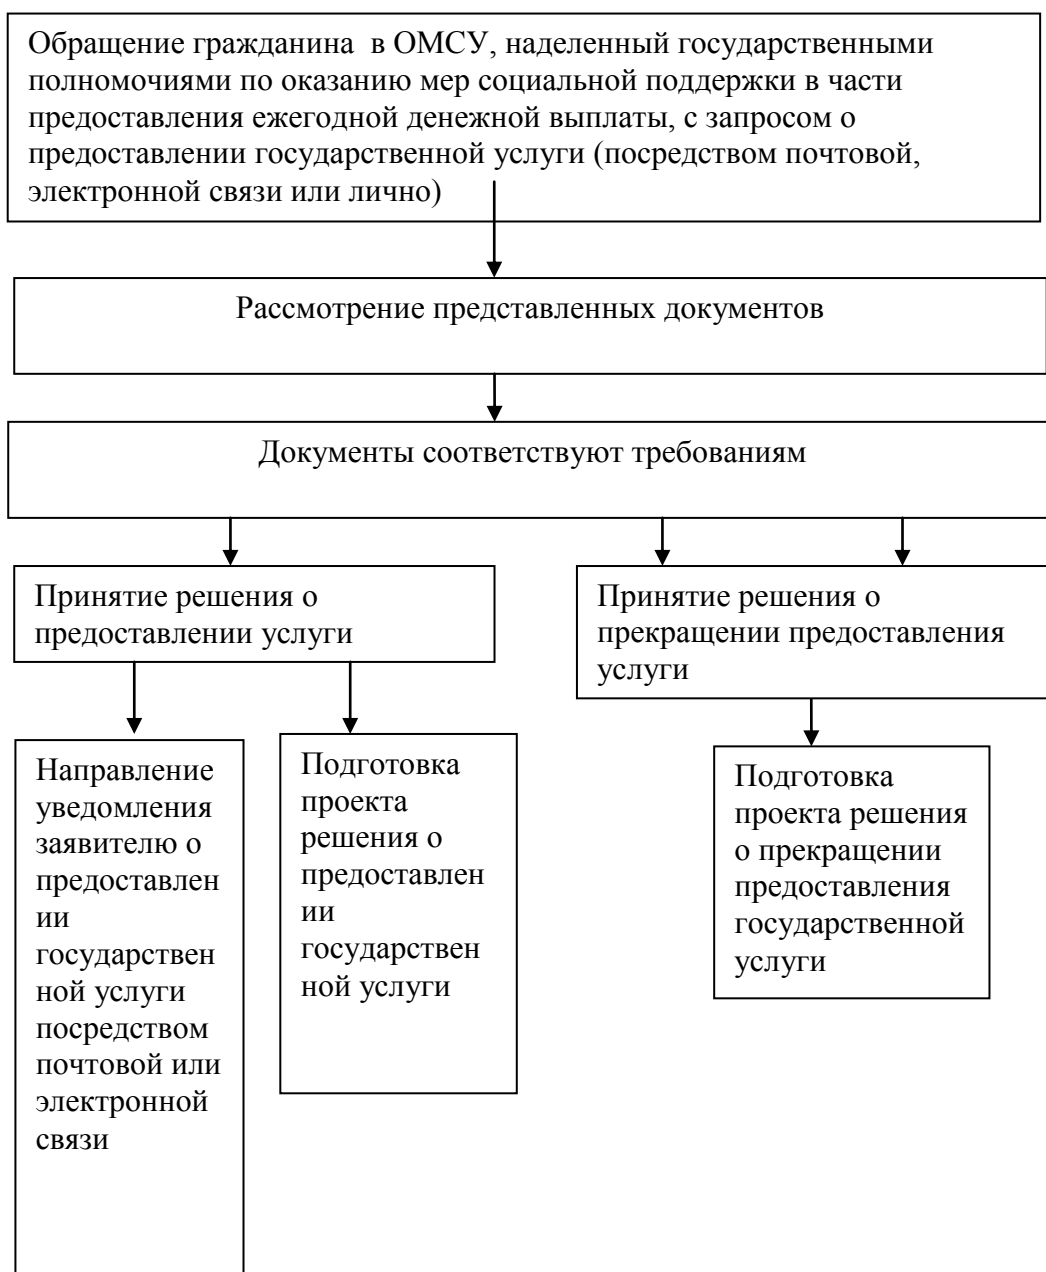 Обращение гражданина  в ОМСУ, наделенный государственными
полномочиями по оказанию мер социальной поддержки в части
предоставления ежегодной денежной выплаты, с запросом о
предоставлении государственной услуги (посредством почтовой,
электронной связи или лично)
Рассмотрение представленных документов
Документы соответствуют требованиям
Принятие решения о
предоставлении услуги
Принятие решения о
прекращении предоставления
услуги
Направление
уведомления
заявителю о
предоставлен
ии
государствен
ной услуги
посредством
почтовой или
электронной
связи
Подготовка
проекта
решения о
предоставлен
ии
государствен
ной услуги
Подготовка
проекта решения
о прекращении
предоставления
государственной
услуги